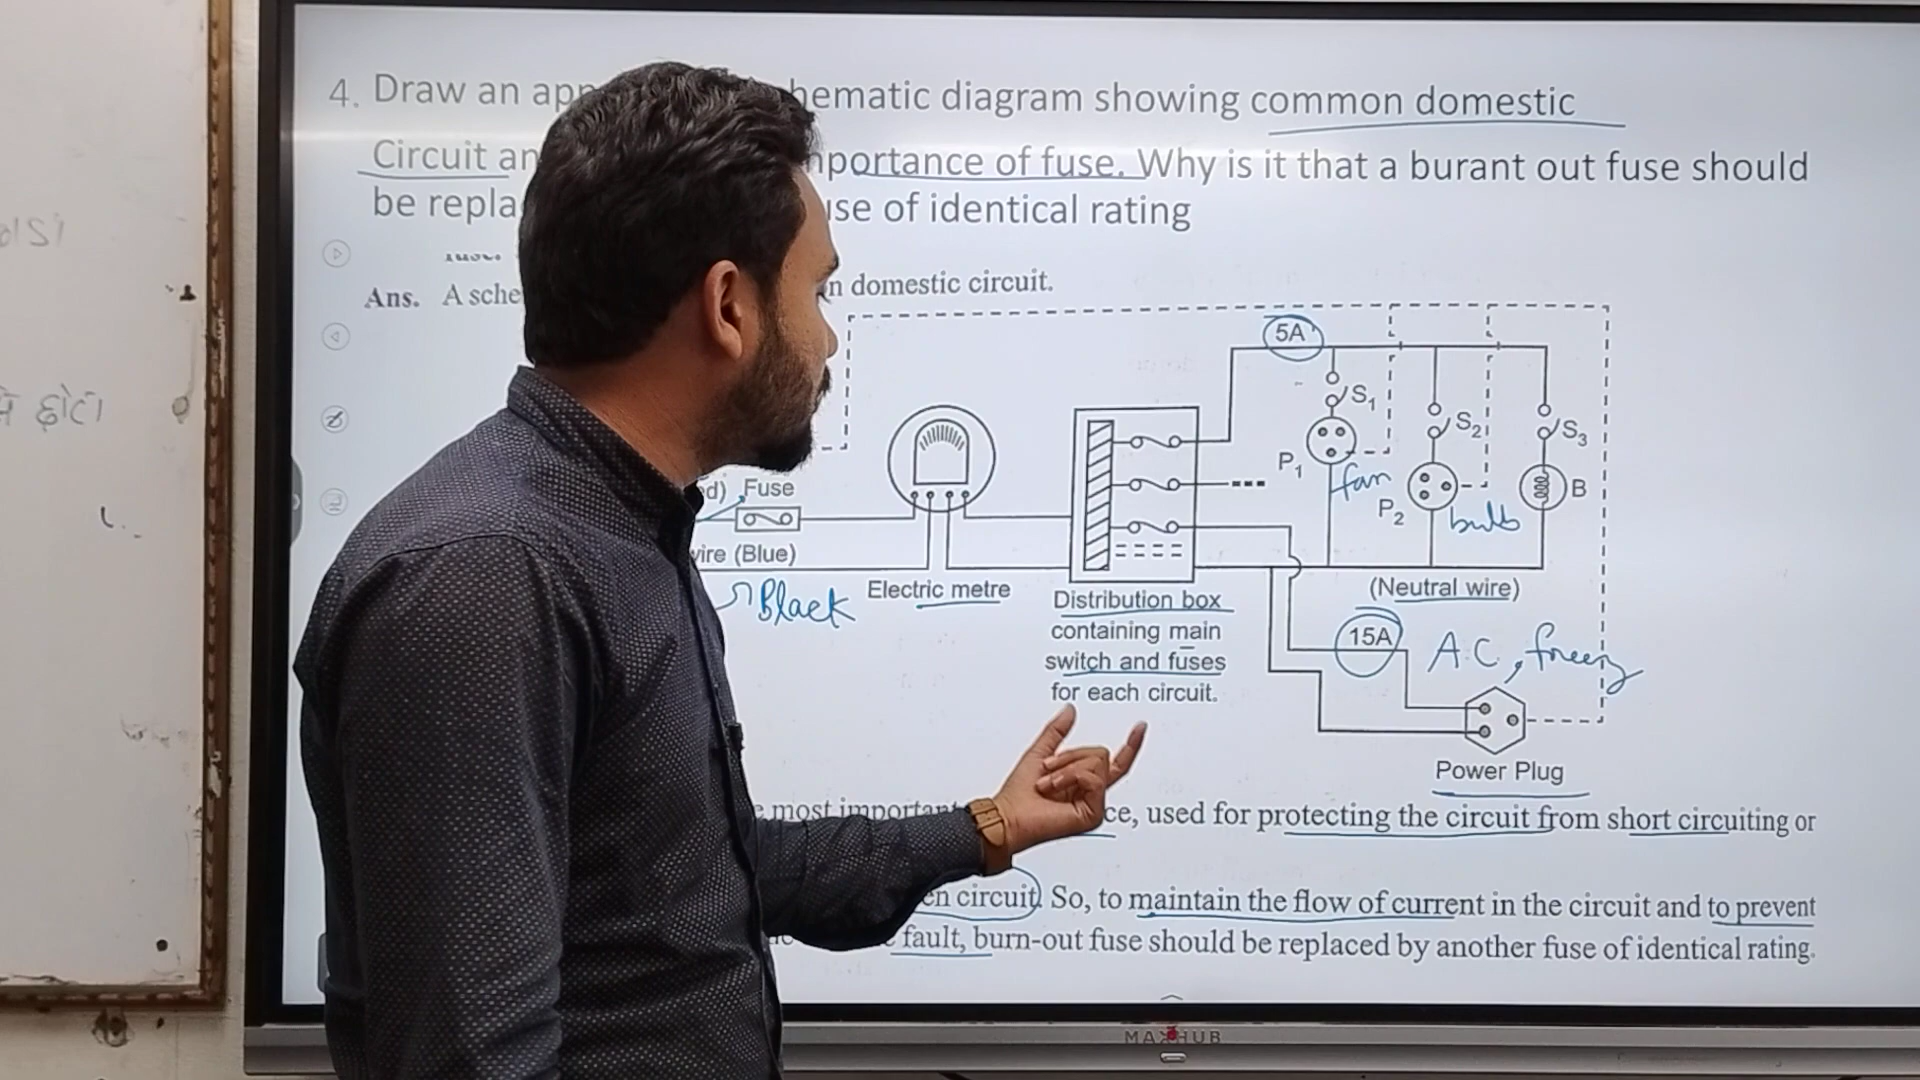 4. Draw an app hematic diagram showing common domestic
Circuit an mportance of fuse. Why is it that a burant out fuse should
be repla use of identical rating
Ans. A sche n domestic circuit.
5A
S1
S2
S3
P1
fan
P2
bulb
B
d) Fuse
wire (Blue)
Black
Electric metre
Distribution box
containing main
switch and fuses
for each circuit.
(Neutral wire)
15A
A.C,
Power Plug
e most important ce, used for protecting the circuit from short circuiting or
en circuit. So, to maintain the flow of current in the circuit and to prevent
fault, burn-out fuse should be replaced by another fuse of identical rating.
MAXHUB